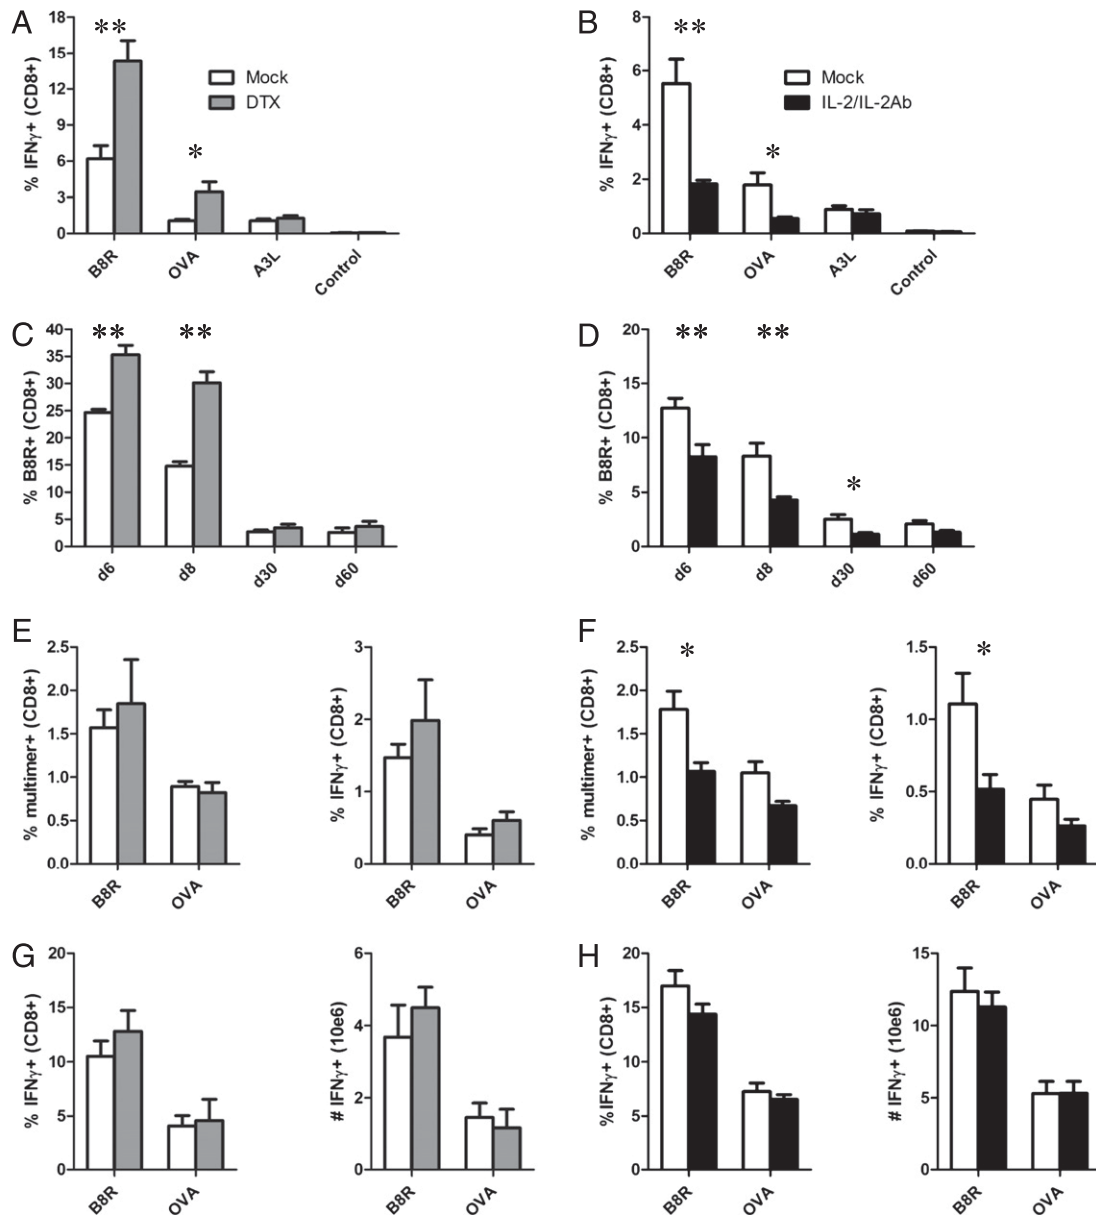 A
% IFNγ+ (CD8+)
18
15
12
9
6
3
0
**
*
Mock
DTX
B8R
OVA
A3L
Control
B
% IFNγ+ (CD8+)
8
6
4
2
0
**
*
Mock
IL-2/IL-2Ab
B8R
OVA
A3L
Control
C
% B8R+ (CD8+)
40
35
30
25
20
15
10
5
0
**
**
d6
d8
d30
d60
D
% B8R+ (CD8+)
20
15
10
5
0
**
**
*
d6
d8
d30
d60
E
% multimer+ (CD8+)
2.5
2.0
1.5
1.0
0.5
0.0
B8R
OVA
% IFNγ+ (CD8+)
3
2
1
0
B8R
OVA
F
% multimer+ (CD8+)
2.5
2.0
1.5
1.0
0.5
0.0
*
B8R
OVA
% IFNγ+ (CD8+)
1.5
1.0
0.5
0.0
*
B8R
OVA
G
% IFNγ+ (CD8+)
20
15
10
5
0
B8R
OVA
# IFNγ+ (10e6)
6
4
2
0
B8R
OVA
H
%IFNγ+ (CD8+)
20
15
10
5
0
B8R
OVA
# IFNγ+ (10e6)
15
10
5
0
B8R
OVA